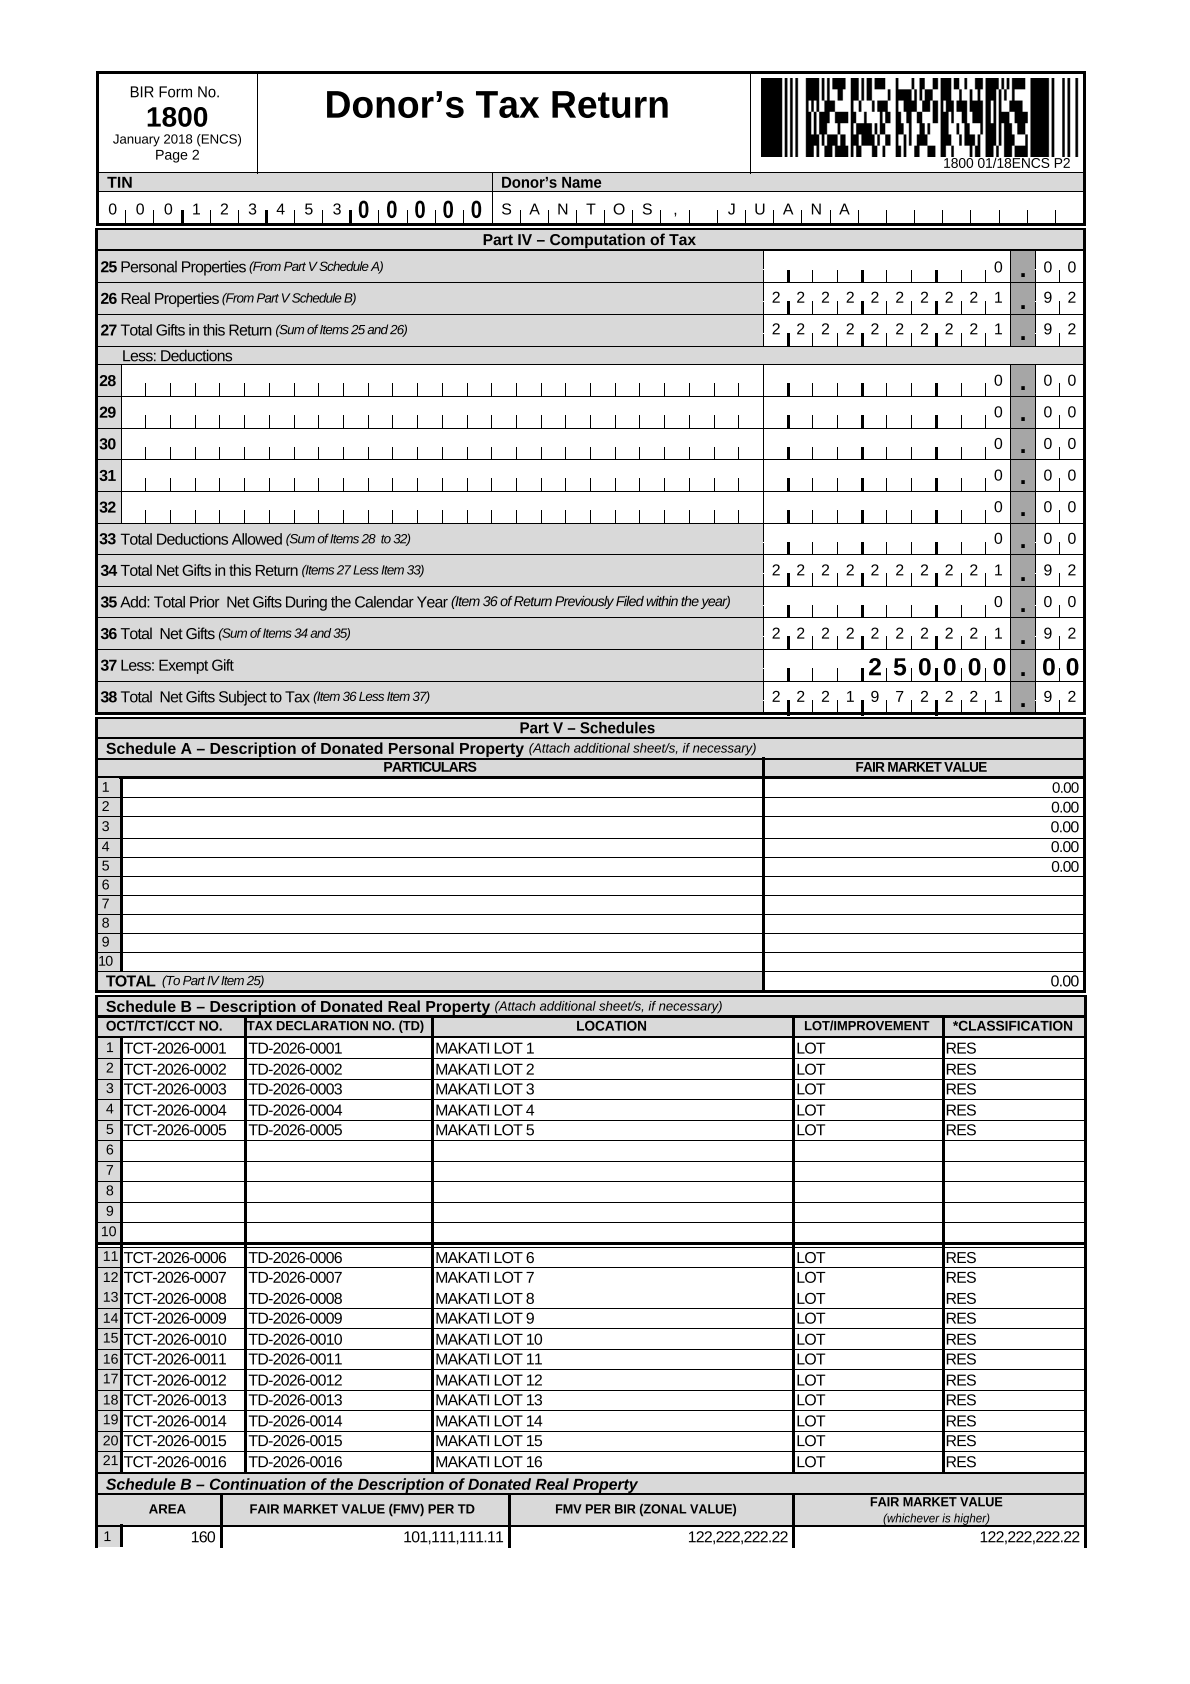 BIR Form No.
1800
January 2018 (ENCS)
Page 2
Donor’s Tax Return
1800 01/18ENCS P2
TIN Donor’s Name
0 0 0 1 2 3 4 5 3 0 0 0 0 0 S A N T O S , J U A N A
Part IV – Computation of Tax
25 Personal Properties (From Part V Schedule A) 0 . 0 0
26 Real Properties (From Part V Schedule B) 2 2 2 2 2 2 2 2 2 1 . 9 2
27 Total Gifts in this Return (Sum of Items 25 and 26) 2 2 2 2 2 2 2 2 2 1 . 9 2
Less: Deductions
28 0 . 0 0
29 0 . 0 0
30 0 . 0 0
31 0 . 0 0
32 0 . 0 0
33 Total Deductions Allowed (Sum of Items 28 to 32) 0 . 0 0
34 Total Net Gifts in this Return (Items 27 Less Item 33) 2 2 2 2 2 2 2 2 2 1 . 9 2
35 Add: Total Prior Net Gifts During the Calendar Year (Item 36 of Return Previously Filed within the year) 0 . 0 0
36 Total Net Gifts (Sum of Items 34 and 35) 2 2 2 2 2 2 2 2 2 1 . 9 2
37 Less: Exempt Gift 2 5 0 0 0 0 . 0 0
38 Total Net Gifts Subject to Tax (Item 36 Less Item 37) 2 2 2 1 9 7 2 2 2 1 . 9 2
Part V – Schedules
Schedule A – Description of Donated Personal Property (Attach additional sheet/s, if necessary)
PARTICULARS FAIR MARKET VALUE
1 0.00
2 0.00
3 0.00
4 0.00
5 0.00
6
7
8
9
10
TOTAL (To Part IV Item 25) 0.00
Schedule B – Description of Donated Real Property (Attach additional sheet/s, if necessary)
OCT/TCT/CCT NO. TAX DECLARATION NO. (TD) LOCATION LOT/IMPROVEMENT *CLASSIFICATION
1 TCT-2026-0001 TD-2026-0001 MAKATI LOT 1 LOT RES
2 TCT-2026-0002 TD-2026-0002 MAKATI LOT 2 LOT RES
3 TCT-2026-0003 TD-2026-0003 MAKATI LOT 3 LOT RES
4 TCT-2026-0004 TD-2026-0004 MAKATI LOT 4 LOT RES
5 TCT-2026-0005 TD-2026-0005 MAKATI LOT 5 LOT RES
6
7
8
9
10
11 TCT-2026-0006 TD-2026-0006 MAKATI LOT 6 LOT RES
12 TCT-2026-0007 TD-2026-0007 MAKATI LOT 7 LOT RES
13 TCT-2026-0008 TD-2026-0008 MAKATI LOT 8 LOT RES
14 TCT-2026-0009 TD-2026-0009 MAKATI LOT 9 LOT RES
15 TCT-2026-0010 TD-2026-0010 MAKATI LOT 10 LOT RES
16 TCT-2026-0011 TD-2026-0011 MAKATI LOT 11 LOT RES
17 TCT-2026-0012 TD-2026-0012 MAKATI LOT 12 LOT RES
18 TCT-2026-0013 TD-2026-0013 MAKATI LOT 13 LOT RES
19 TCT-2026-0014 TD-2026-0014 MAKATI LOT 14 LOT RES
20 TCT-2026-0015 TD-2026-0015 MAKATI LOT 15 LOT RES
21 TCT-2026-0016 TD-2026-0016 MAKATI LOT 16 LOT RES
Schedule B – Continuation of the Description of Donated Real Property
AREA FAIR MARKET VALUE (FMV) PER TD FMV PER BIR (ZONAL VALUE) FAIR MARKET VALUE
(whichever is higher)
1 160 101,111,111.11 122,222,222.22 122,222,222.22